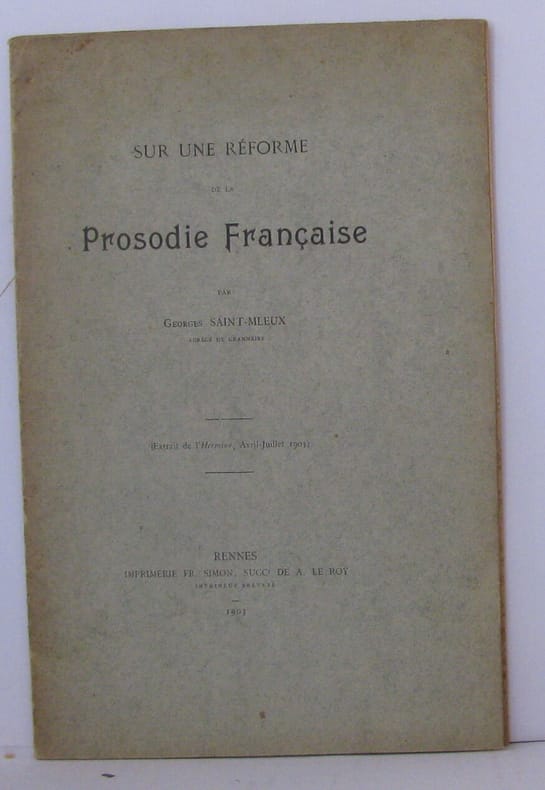 SUR UNE RÉFORME
DE LA
Prosodie Française
PAR
Georges SAINT-MLEUX
AGRÉGÉ DE GRAMMAIRE
(Extrait de l'Hermine, Avril-Juillet 1903)
RENNES
IMPRIMERIE FR. SIMON, SUCCr DE A. LE ROY
IMPRIMEUR BREVETÉ
1903